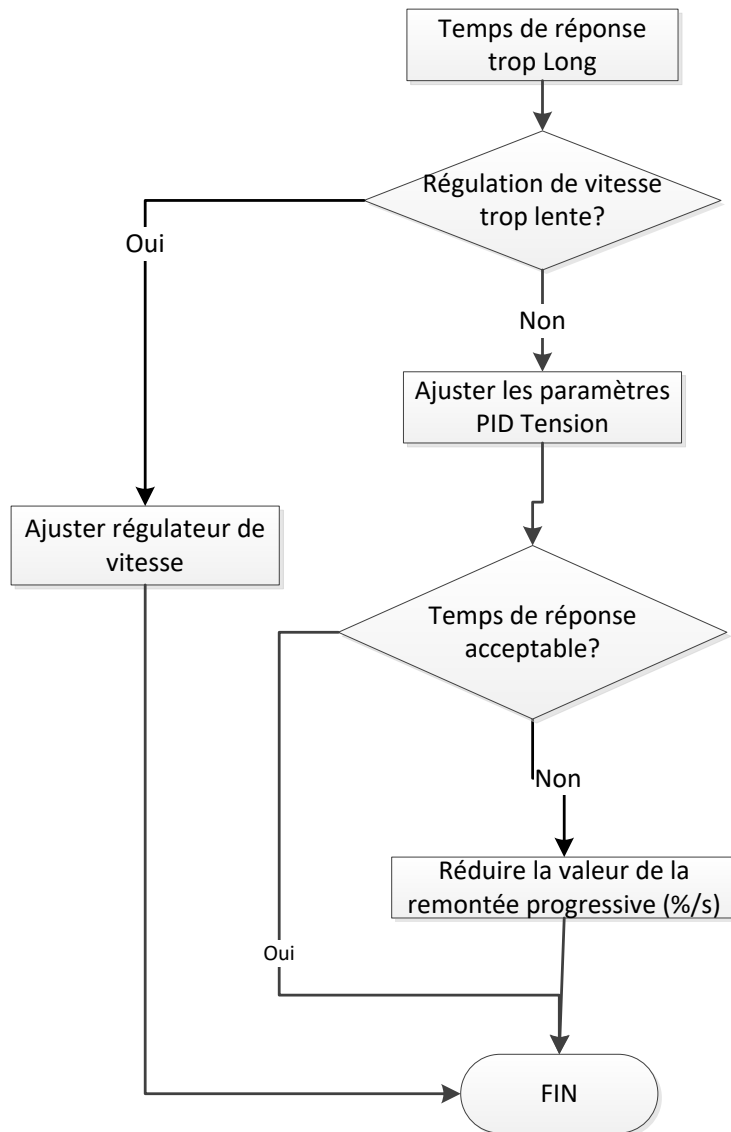 Temps de réponse
trop Long
Régulation de vitesse
trop lente?
Oui
Non
Ajuster les paramètres
PID Tension
Ajuster régulateur de
vitesse
Temps de réponse
acceptable?
Non
Réduire la valeur de la
remontée progressive (%/s)
Oui
FIN